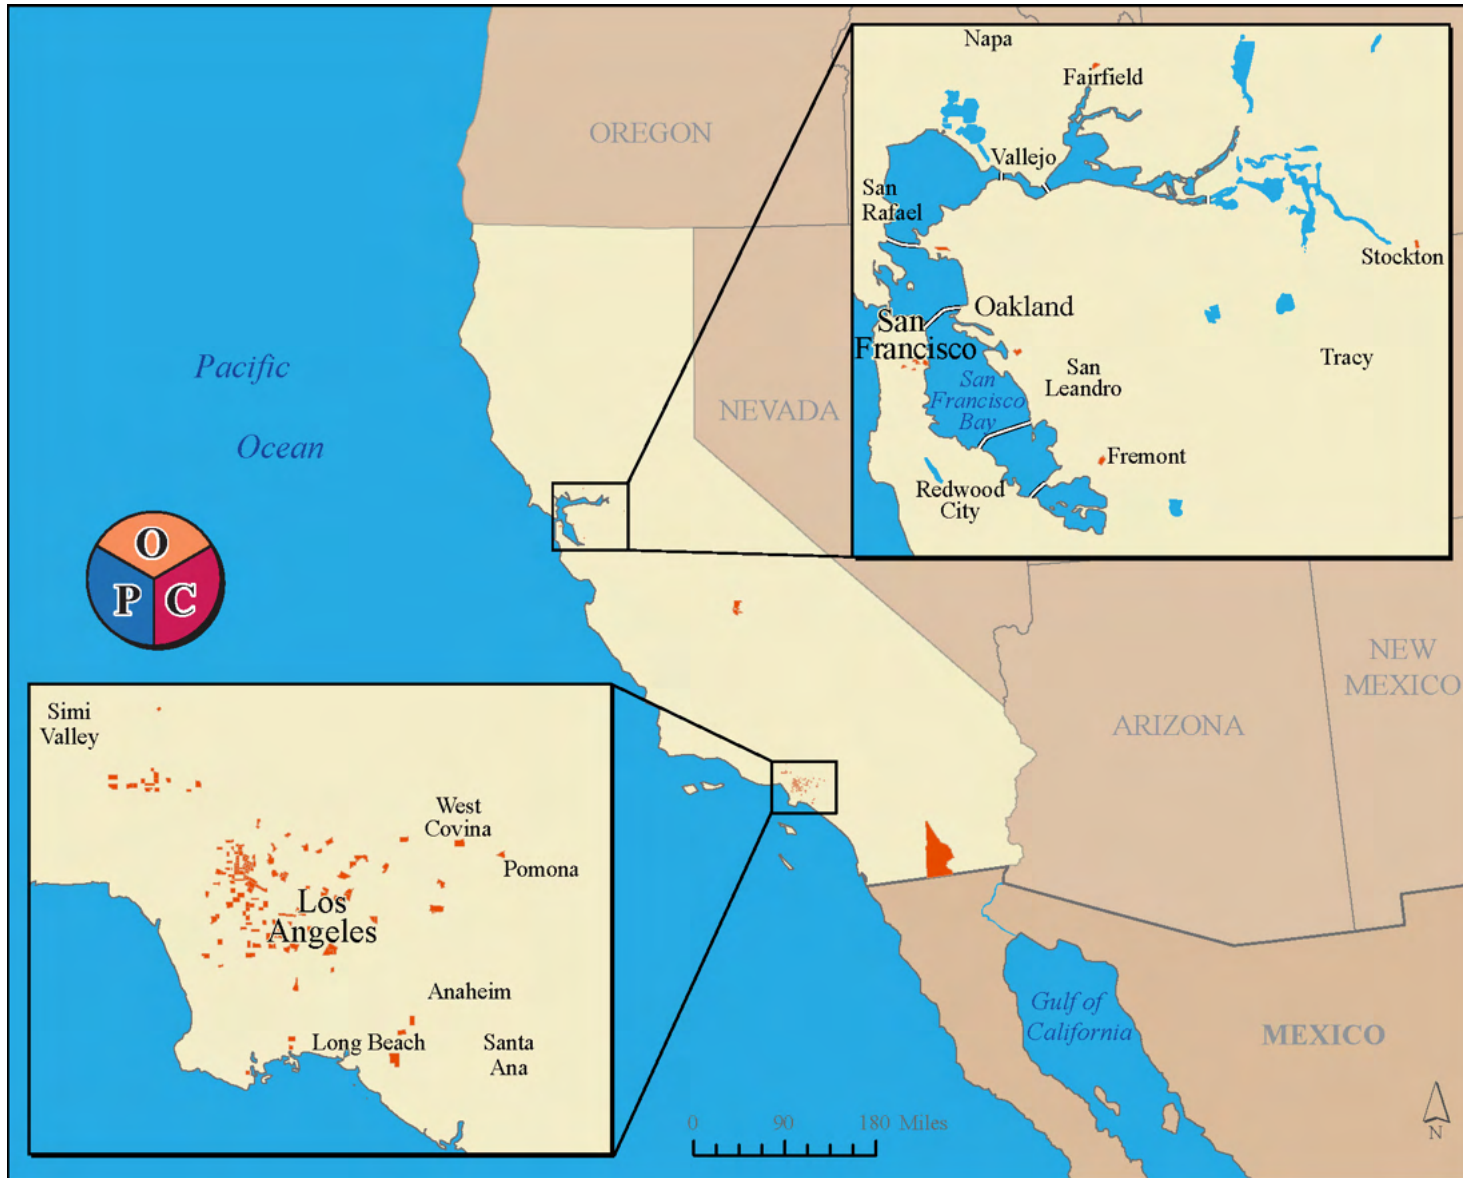 OREGON
NEVADA
Pacific
Ocean
O
P
C
Napa
Fairfield
Vallejo
San
Rafael
Stockton
Oakland
San
Francisco
San
Leandro
Tracy
San
Francisco
Bay
Fremont
Redwood
City
NEW
MEXICO
ARIZONA
Simi
Valley
West
Covina
Pomona
Los
Angeles
Anaheim
Long Beach
Santa
Ana
Gulf of
California
MEXICO
0 90 180 Miles
N